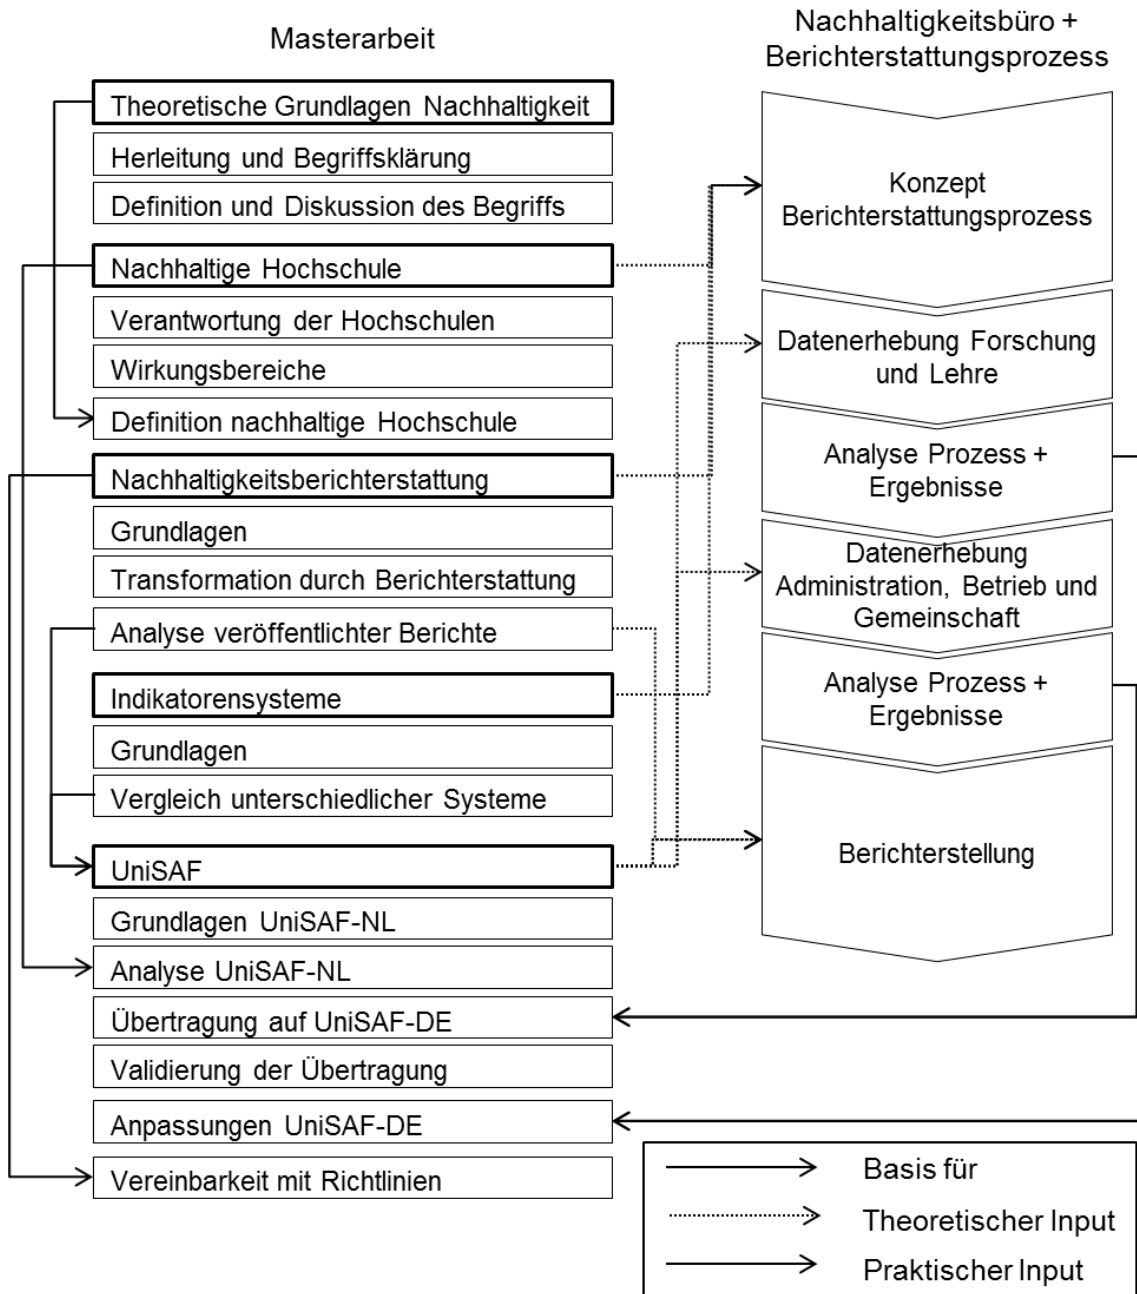 Masterarbeit
Theoretische Grundlagen Nachhaltigkeit
Herleitung und Begriffsklärung
Definition und Diskussion des Begriffs
Nachhaltige Hochschule
Verantwortung der Hochschulen
Wirkungsbereiche
Definition nachhaltige Hochschule
Nachhaltigkeitsberichterstattung
Grundlagen
Transformation durch Berichterstattung
Analyse veröffentlichter Berichte
Indikatorensysteme
Grundlagen
Vergleich unterschiedlicher Systeme
UniSAF
Grundlagen UniSAF-NL
Analyse UniSAF-NL
Übertragung auf UniSAF-DE
Validierung der Übertragung
Anpassungen UniSAF-DE
Vereinbarkeit mit Richtlinien
Nachhaltigkeitsbüro +
Berichterstattungsprozess
Konzept
Berichterstattungsprozess
Datenerhebung Forschung
und Lehre
Analyse Prozess +
Ergebnisse
Datenerhebung
Administration, Betrieb und
Gemeinschaft
Analyse Prozess +
Ergebnisse
Berichterstellung
Basis für
Theoretischer Input
Praktischer Input